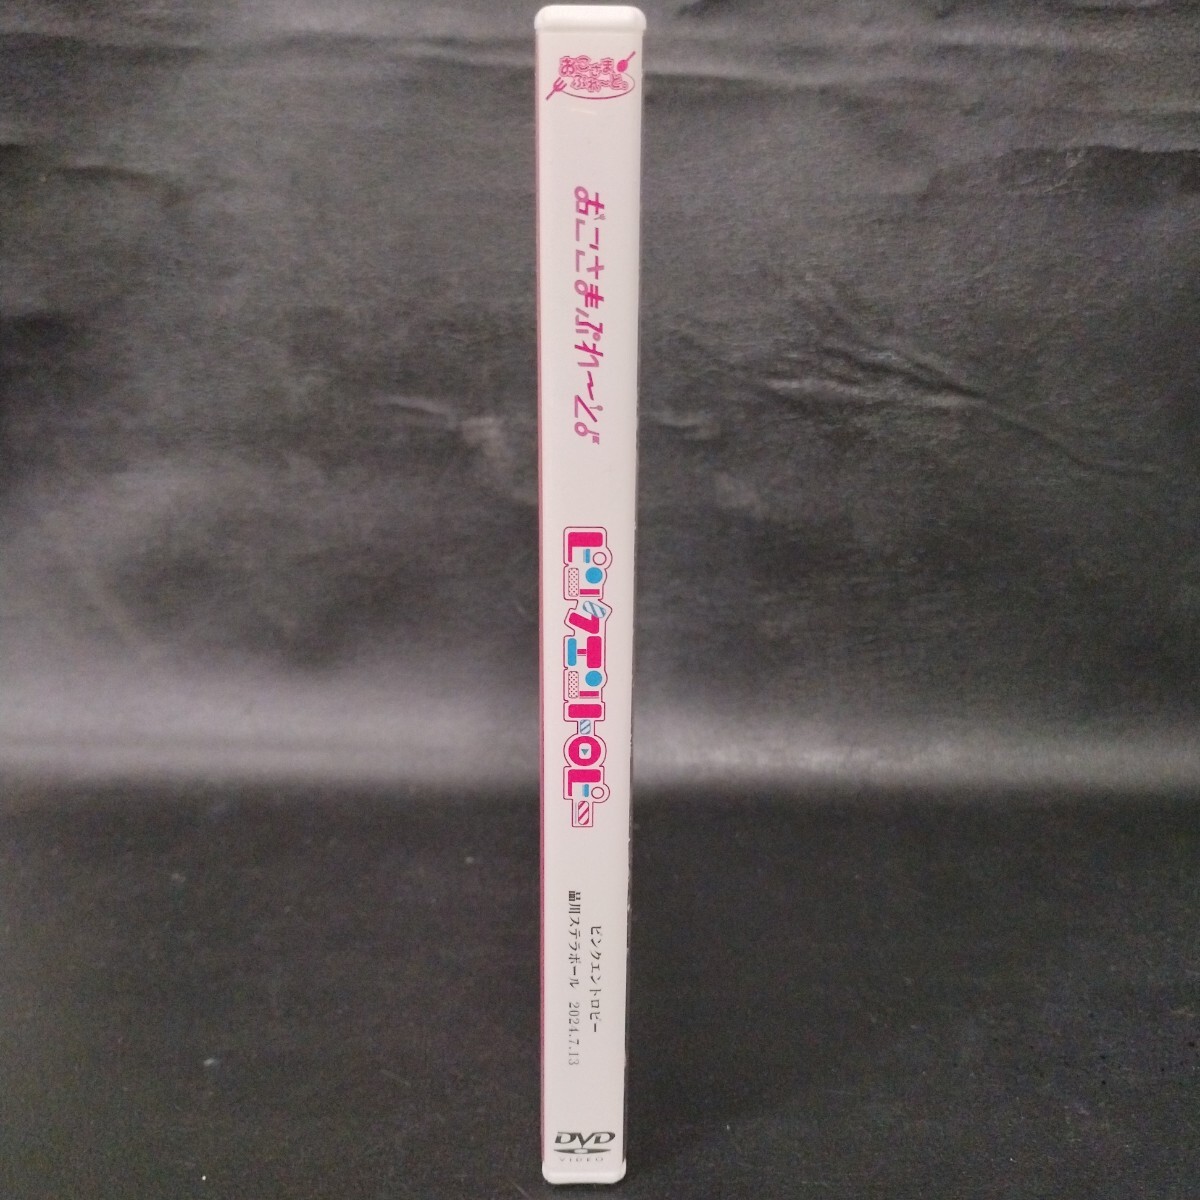 おこさま
ぷれ〜と。
おこさまぷれ〜と。
ピンクエントロピー
ピンクエントロピー
品川ステラボール 2024.7.13
DVD
VIDEO